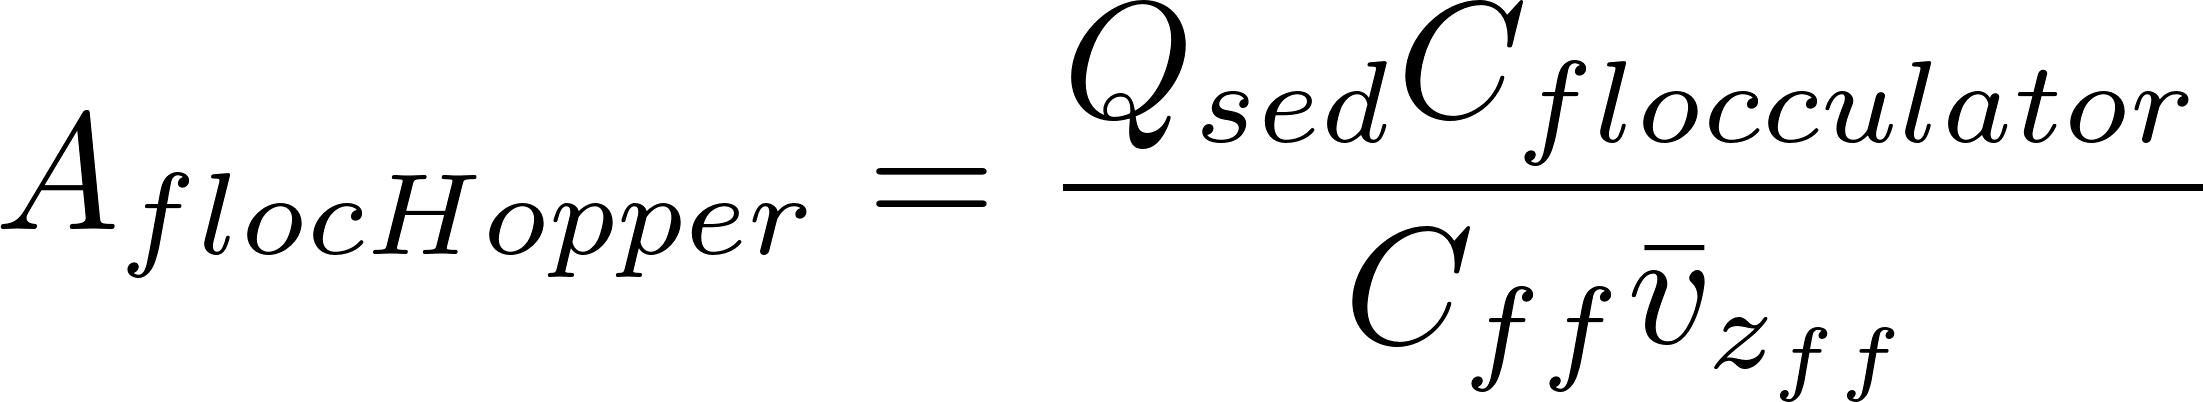 A_{flocHopper} = \frac{Q_{sed} C_{flocculator}}{C_{ff} \bar{v}_{z_{ff}}}